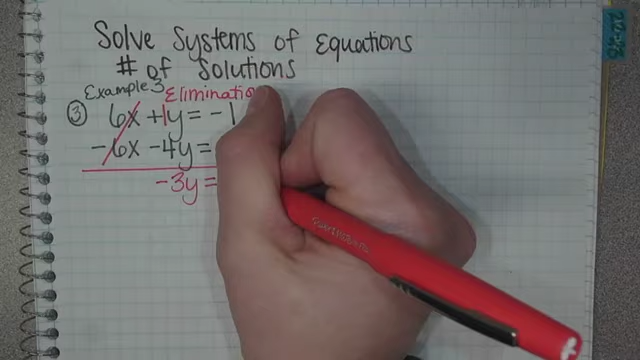 Solve Systems of Equations
# of Solutions
Example 3 Elimination
③ 6x + 1y = -1
-6x - 4y =
-3y =